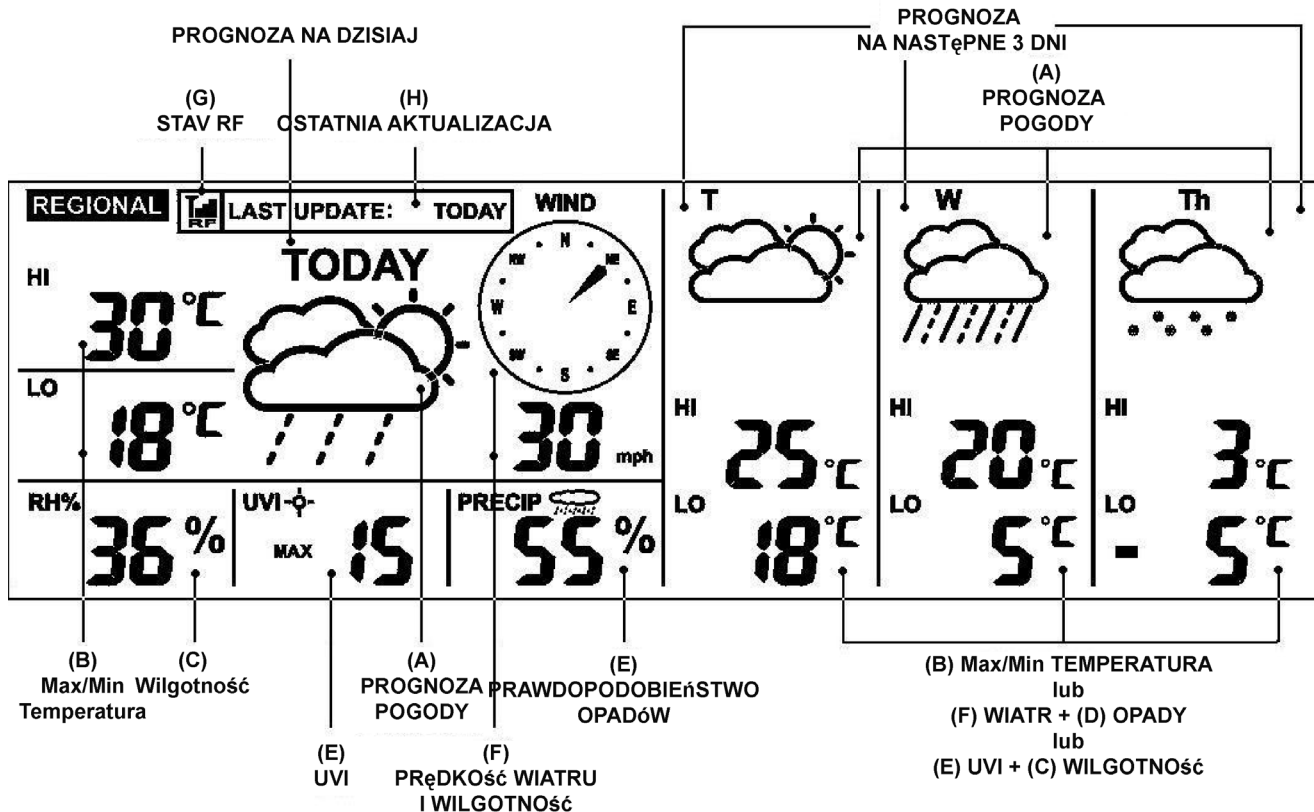 PROGNOZA NA DZISIAJ
PROGNOZA
NA NASTęPNE 3 DNI
(A)
PROGNOZA
POGODY
(G)
STAV RF
(H)
OSTATNIA AKTUALIZACJA
REGIONAL
RF
LAST UPDATE: TODAY
WIND
T
W
Th
TODAY
N
NE
E
SE
S
SW
W
NW
HI
30 °C
LO
18 °C
30 mph
HI
25 °C
LO
18 °C
HI
20 °C
LO
5 °C
HI
3 °C
LO
- 5 °C
RH%
36 %
UVI
MAX 15
PRECIP
55 %
(B)
Max/Min
Temperatura
(C)
Wilgotność
(A)
PROGNOZA
POGODY
(E)
PRAWDOPODOBIEńSTWO
OPADóW
(E)
UVI
(F)
PRęDKOść WIATRU
I WILGOTNOść
(B) Max/Min TEMPERATURA
lub
(F) WIATR + (D) OPADY
lub
(E) UVI + (C) WILGOTNOść